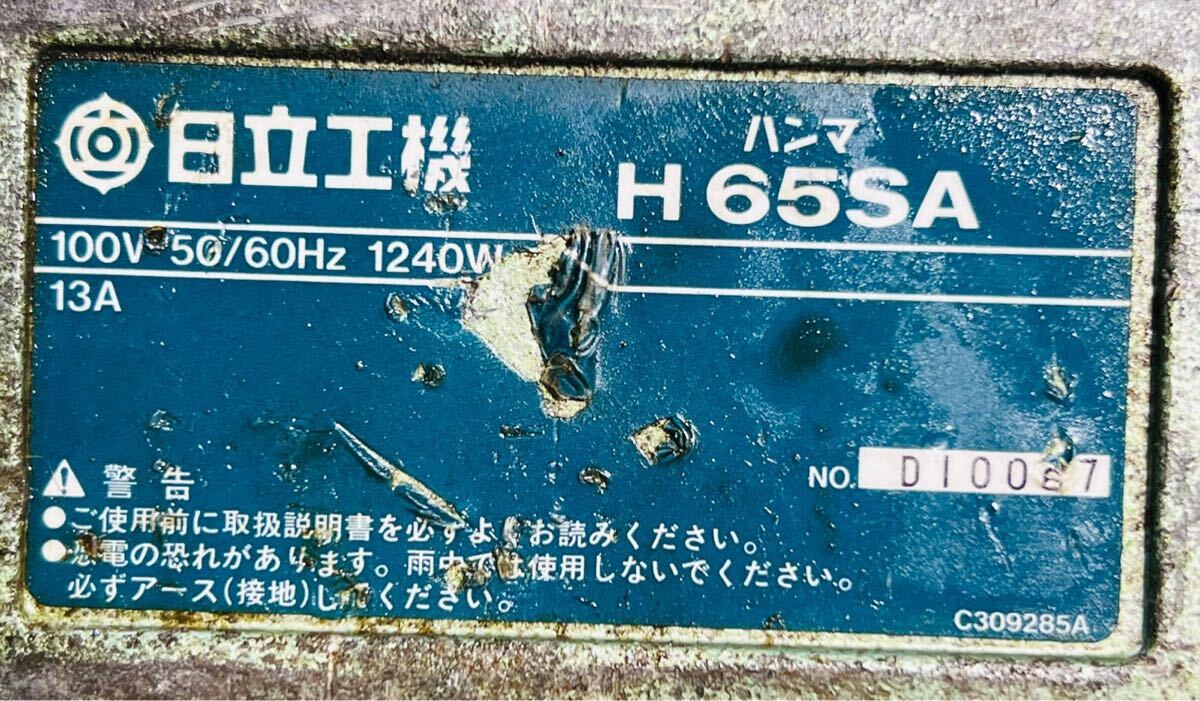 日立工機
ハンマ
H 65SA
100V 50/60Hz 1240W
13A
NO.
警告
●ご使用前に取扱説明書を必ずよくお読みください。
●感電の恐れがあります。雨中では使用しないでください。
必ずアース(接地)してください。
C309285A